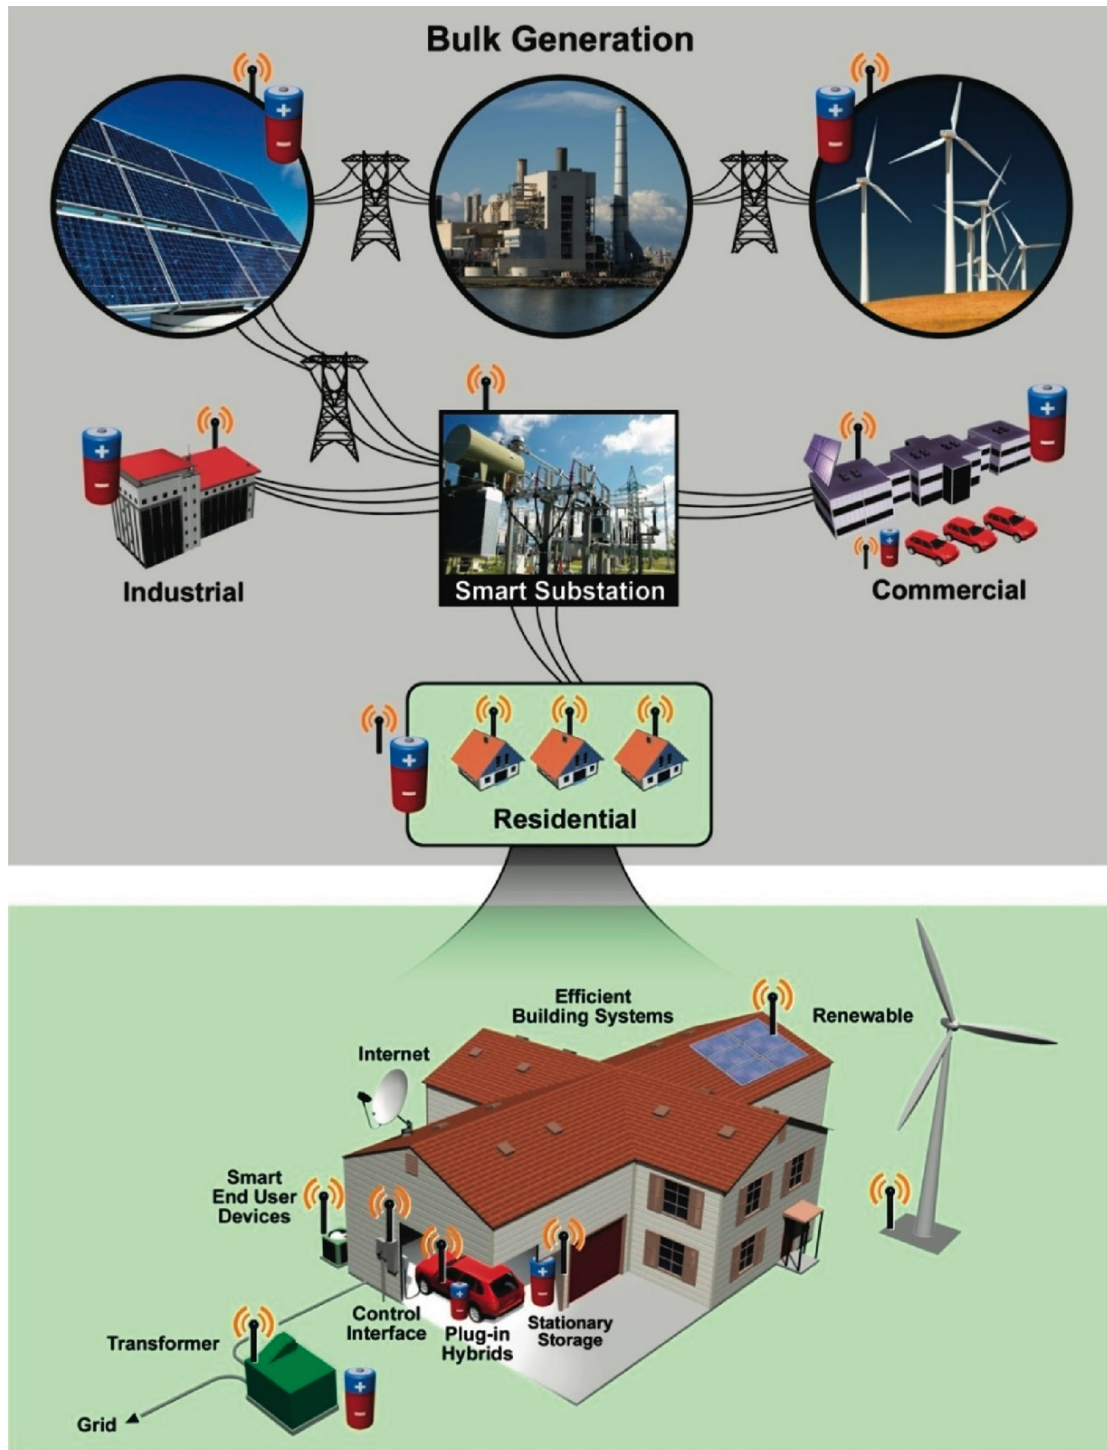 Bulk Generation
Industrial
Smart Substation
Commercial
Residential
Efficient
Building Systems
Renewable
Internet
Smart
End User
Devices
Control
Interface
Plug-in
Hybrids
Stationary
Storage
Transformer
Grid